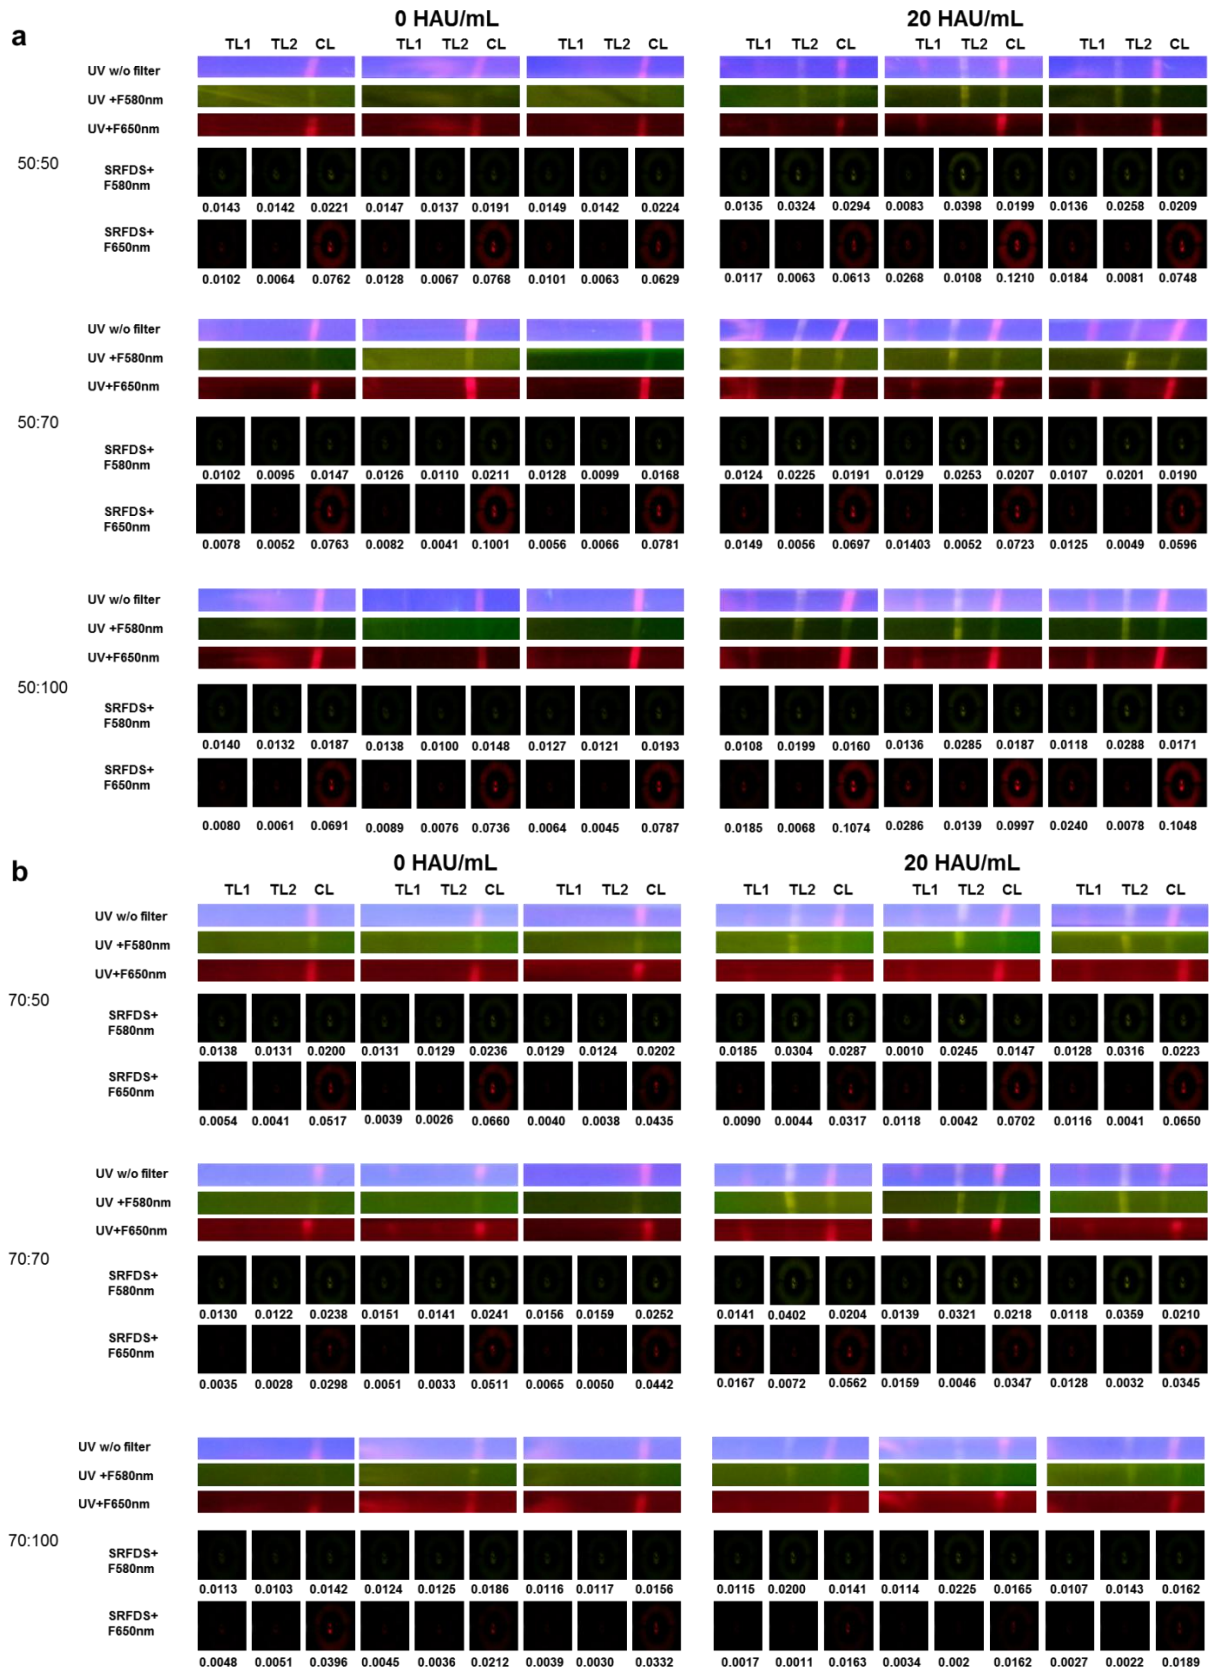 a
0 HAU/mL 20 HAU/mL
TL1 TL2 CL TL1 TL2 CL TL1 TL2 CL TL1 TL2 CL TL1 TL2 CL TL1 TL2 CL
UV w/o filter
UV +F580nm
UV+F650nm
50:50
SRFDS+
F580nm
0.0143 0.0142 0.0221 0.0147 0.0137 0.0191 0.0149 0.0142 0.0224 0.0135 0.0324 0.0294 0.0083 0.0398 0.0199 0.0136 0.0258 0.0209
SRFDS+
F650nm
0.0102 0.0064 0.0762 0.0128 0.0067 0.0768 0.0101 0.0063 0.0629 0.0117 0.0063 0.0613 0.0268 0.0108 0.1210 0.0184 0.0081 0.0748
UV w/o filter
UV +F580nm
UV+F650nm
50:70
SRFDS+
F580nm
0.0102 0.0095 0.0147 0.0126 0.0110 0.0211 0.0128 0.0099 0.0168 0.0124 0.0225 0.0191 0.0129 0.0253 0.0207 0.0107 0.0201 0.0190
SRFDS+
F650nm
0.0078 0.0052 0.0763 0.0082 0.0041 0.1001 0.0056 0.0066 0.0781 0.0149 0.0056 0.0697 0.01403 0.0052 0.0723 0.0125 0.0049 0.0596
UV w/o filter
UV +F580nm
UV+F650nm
50:100
SRFDS+
F580nm
0.0140 0.0132 0.0187 0.0138 0.0100 0.0148 0.0127 0.0121 0.0193 0.0108 0.0199 0.0160 0.0136 0.0285 0.0187 0.0118 0.0288 0.0171
SRFDS+
F650nm
0.0080 0.0061 0.0691 0.0089 0.0076 0.0736 0.0064 0.0045 0.0787 0.0185 0.0068 0.1074 0.0286 0.0139 0.0997 0.0240 0.0078 0.1048
b
0 HAU/mL 20 HAU/mL
TL1 TL2 CL TL1 TL2 CL TL1 TL2 CL TL1 TL2 CL TL1 TL2 CL TL1 TL2 CL
UV w/o filter
UV +F580nm
UV+F650nm
70:50
SRFDS+
F580nm
0.0138 0.0131 0.0200 0.0131 0.0129 0.0236 0.0129 0.0124 0.0202 0.0185 0.0304 0.0287 0.0010 0.0245 0.0147 0.0128 0.0316 0.0223
SRFDS+
F650nm
0.0054 0.0041 0.0517 0.0039 0.0026 0.0660 0.0040 0.0038 0.0435 0.0090 0.0044 0.0317 0.0118 0.0042 0.0702 0.0116 0.0041 0.0650
UV w/o filter
UV +F580nm
UV+F650nm
70:70
SRFDS+
F580nm
0.0130 0.0122 0.0238 0.0151 0.0141 0.0241 0.0156 0.0159 0.0252 0.0141 0.0402 0.0204 0.0139 0.0321 0.0218 0.0118 0.0359 0.0210
SRFDS+
F650nm
0.0035 0.0028 0.0298 0.0051 0.0033 0.0511 0.0065 0.0050 0.0442 0.0167 0.0072 0.0562 0.0159 0.0046 0.0347 0.0128 0.0032 0.0345
UV w/o filter
UV +F580nm
UV+F650nm
70:100
SRFDS+
F580nm
0.0113 0.0103 0.0142 0.0124 0.0125 0.0186 0.0116 0.0117 0.0156 0.0115 0.0200 0.0141 0.0114 0.0225 0.0165 0.0107 0.0143 0.0162
SRFDS+
F650nm
0.0048 0.0051 0.0396 0.0045 0.0036 0.0212 0.0039 0.0030 0.0332 0.0017 0.0011 0.0163 0.0034 0.002 0.0162 0.0027 0.0022 0.0189